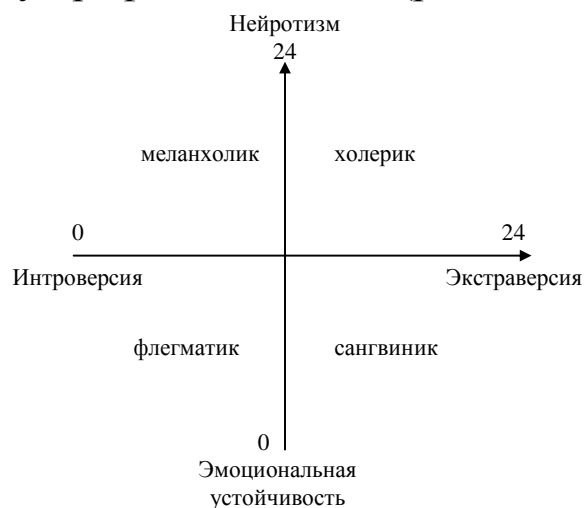 Нейротизм
24
меланхолик холерик
0 24
Интроверсия Экстраверсия
флегматик сангвиник
0
Эмоциональная
устойчивость